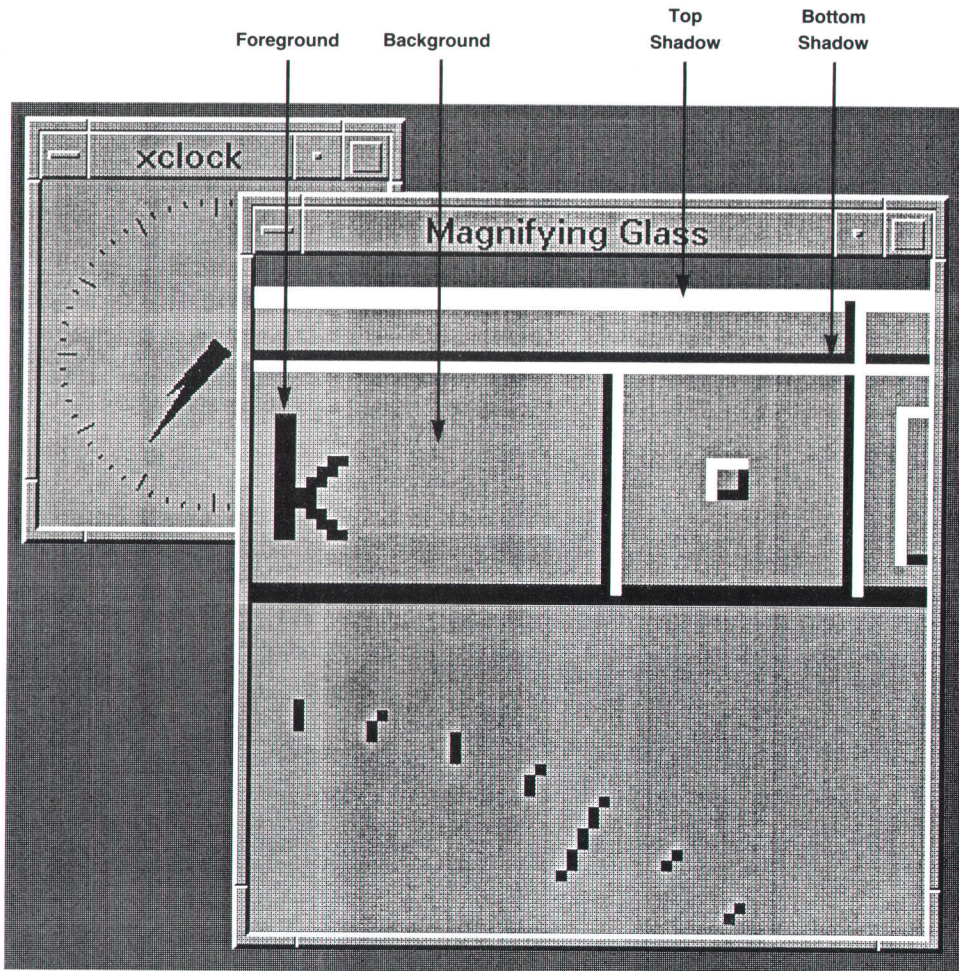 Foreground
Background
Top
Shadow
Bottom
Shadow
xclock
Magnifying Glass
k